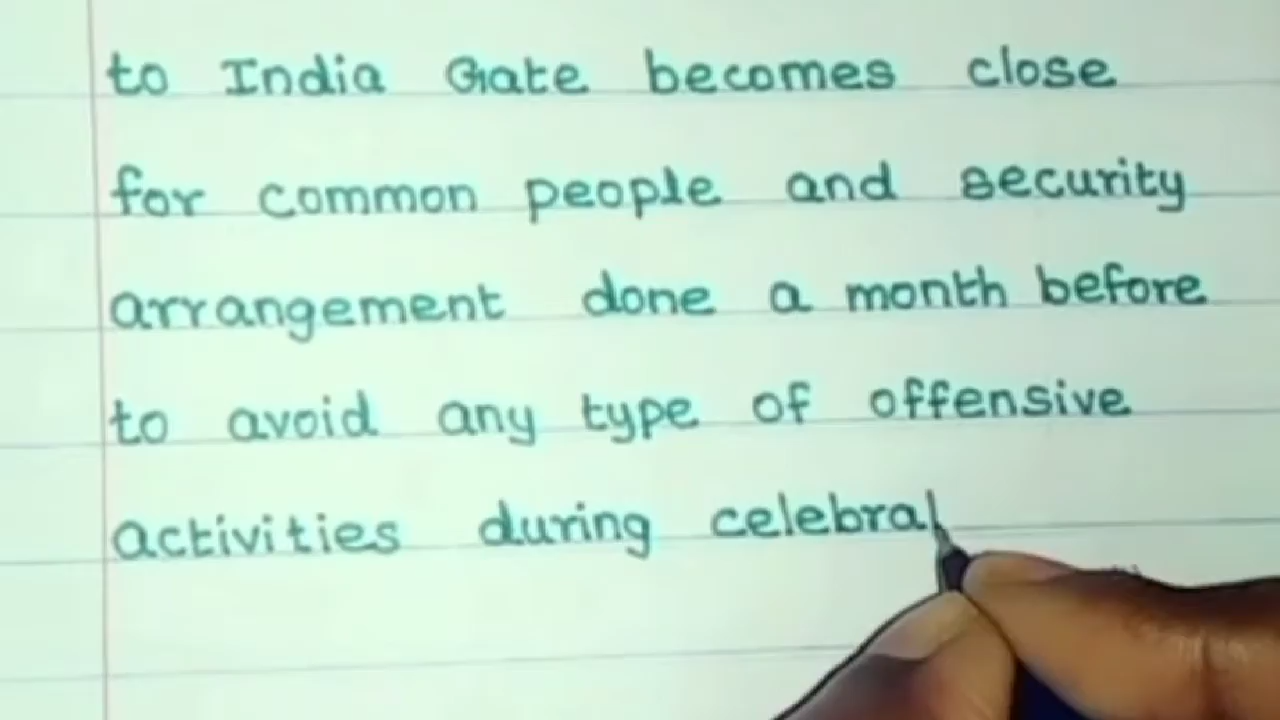 to India Gate becomes close
for common people and security
arrangement done a month before
to avoid any type of offensive
activities during